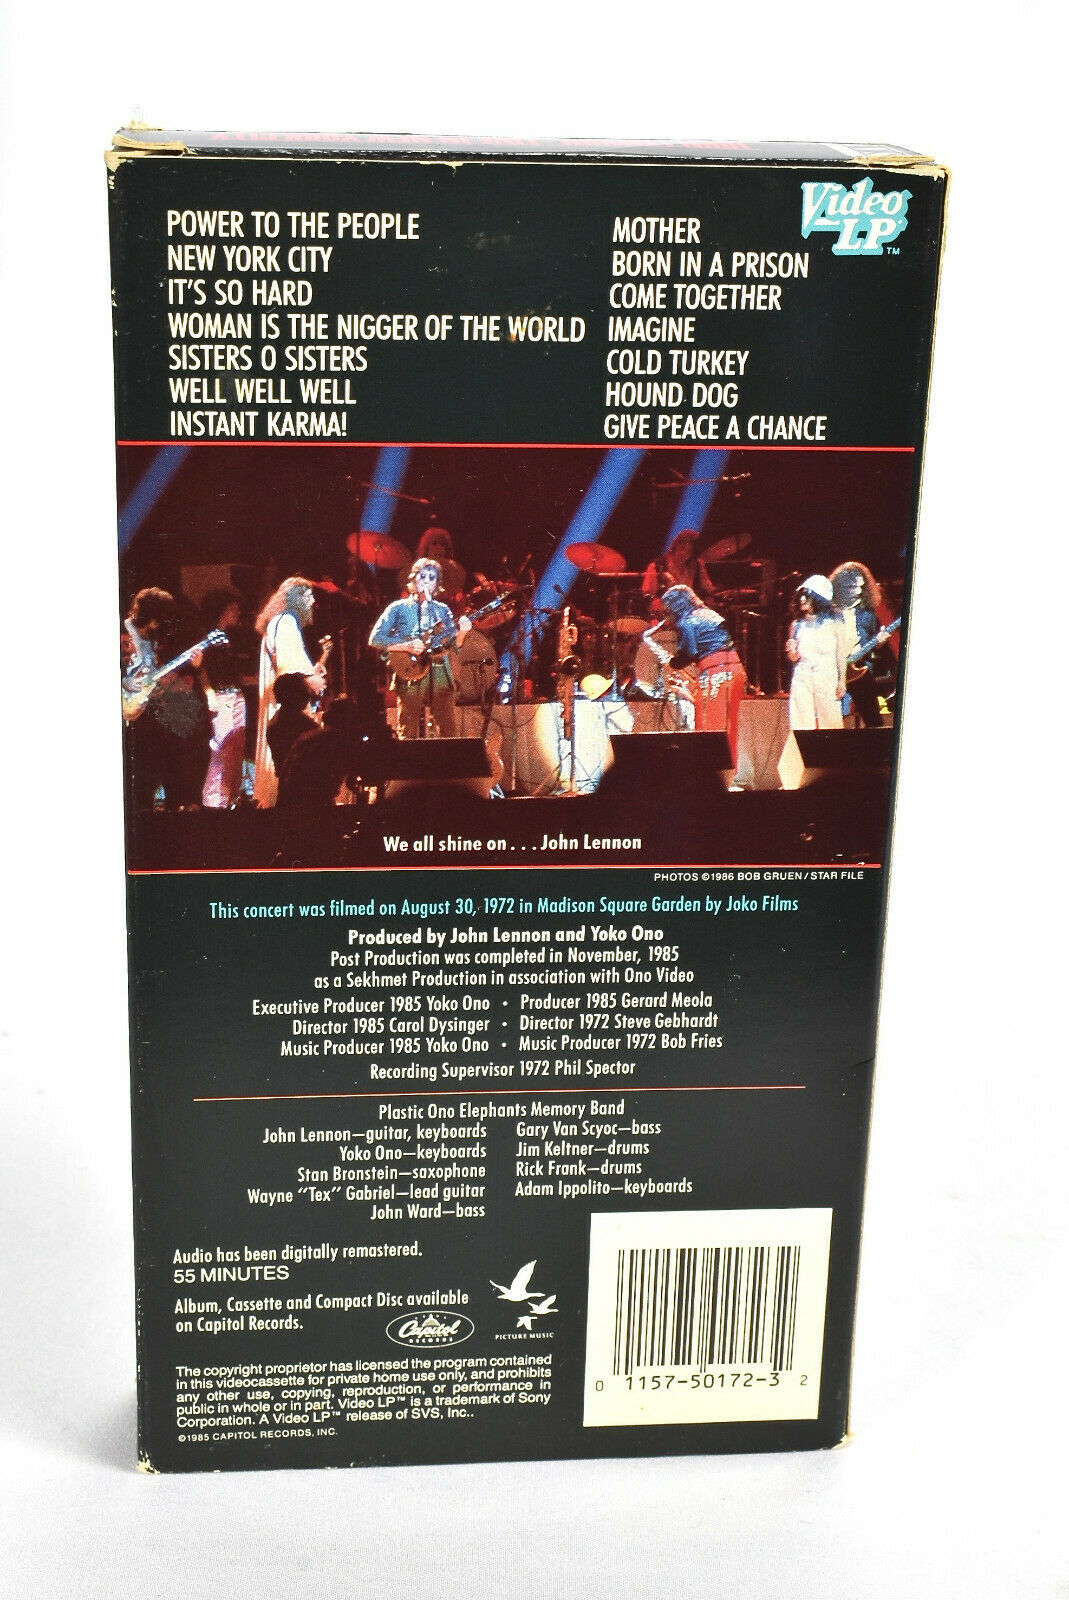 POWER TO THE PEOPLE
NEW YORK CITY
IT'S SO HARD
WOMAN IS THE NIGGER OF THE WORLD
SISTERS O SISTERS
WELL WELL WELL
INSTANT KARMA!
MOTHER
BORN IN A PRISON
COME TOGETHER
IMAGINE
COLD TURKEY
HOUND DOG
GIVE PEACE A CHANCE
Video
LP™
We all shine on . . . John Lennon
PHOTOS ©1986 BOB GRUEN / STAR FILE
This concert was filmed on August 30, 1972 in Madison Square Garden by Joko Films
Produced by John Lennon and Yoko Ono
Post Production was completed in November, 1985
as a Sekhmet Production in association with Ono Video
Executive Producer 1985 Yoko Ono • Producer 1985 Gerard Meola
Director 1985 Carol Dysinger • Director 1972 Steve Gebhardt
Music Producer 1985 Yoko Ono • Music Producer 1972 Bob Fries
Recording Supervisor 1972 Phil Spector
Plastic Ono Elephants Memory Band
John Lennon—guitar, keyboards
Yoko Ono—keyboards
Stan Bronstein—saxophone
Wayne "Tex" Gabriel—lead guitar
John Ward—bass
Gary Van Scyoc—bass
Jim Keltner—drums
Rick Frank—drums
Adam Ippolito—keyboards
Audio has been digitally remastered.
55 MINUTES
Album, Cassette and Compact Disc available
on Capitol Records.
Capitol
RECORDS
PICTURE MUSIC
The copyright proprietor has licensed the program contained
in this videocassette for private home use only, and prohibits
any other use, copying, reproduction, or performance in
public in whole or in part. Video LP™ is a trademark of Sony
Corporation. A Video LP™ release of SVS, Inc..
©1985 CAPITOL RECORDS, INC.
0 1157-50172-3 2